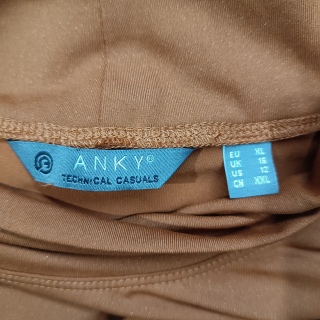 ANKY©
TECHNICAL CASUALS
EU XL
UK 16
US 12
CN XXL